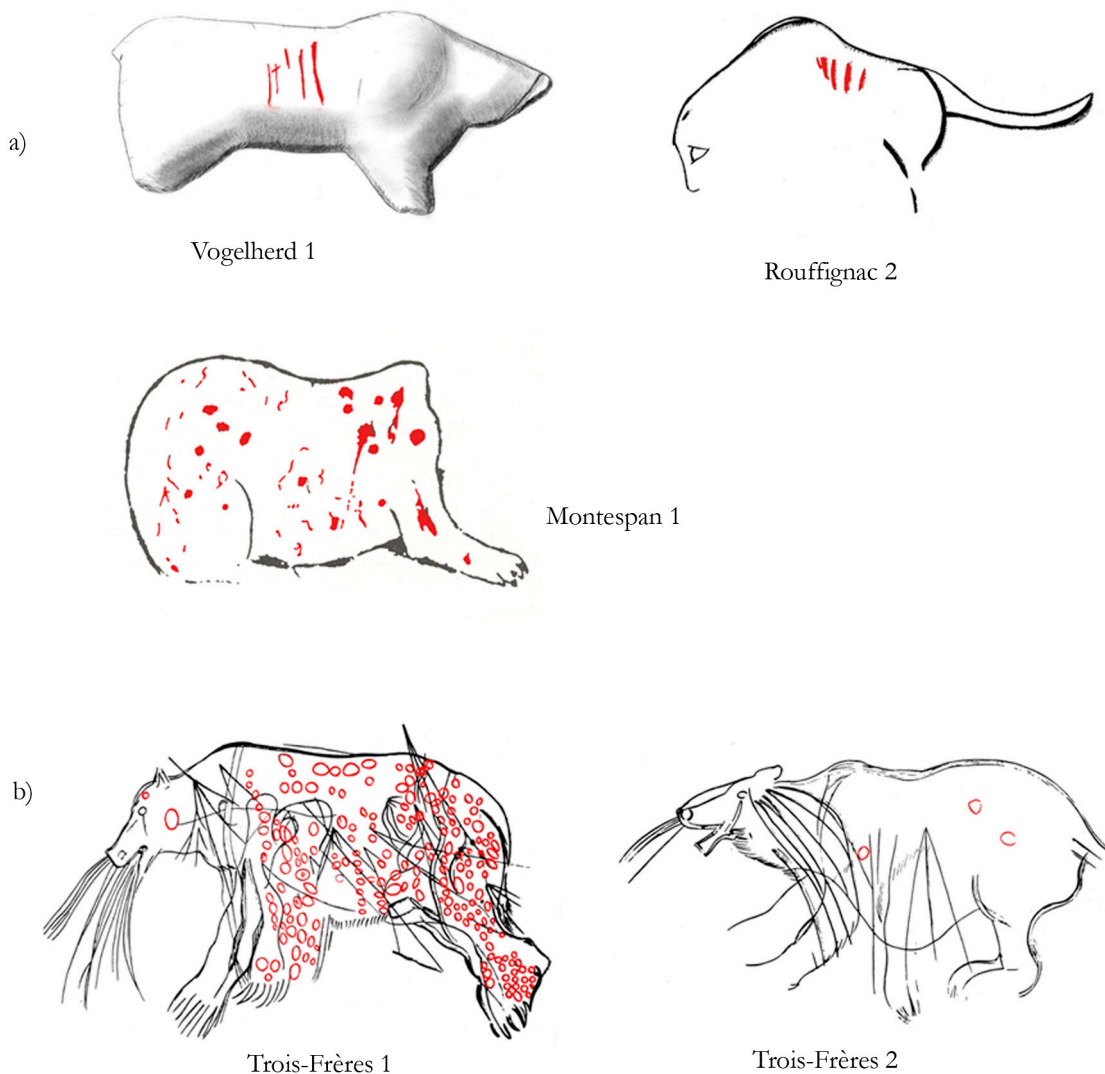 a)
Vogelherd 1
Rouffignac 2
Montespan 1
b)
Trois-Frères 1
Trois-Frères 2